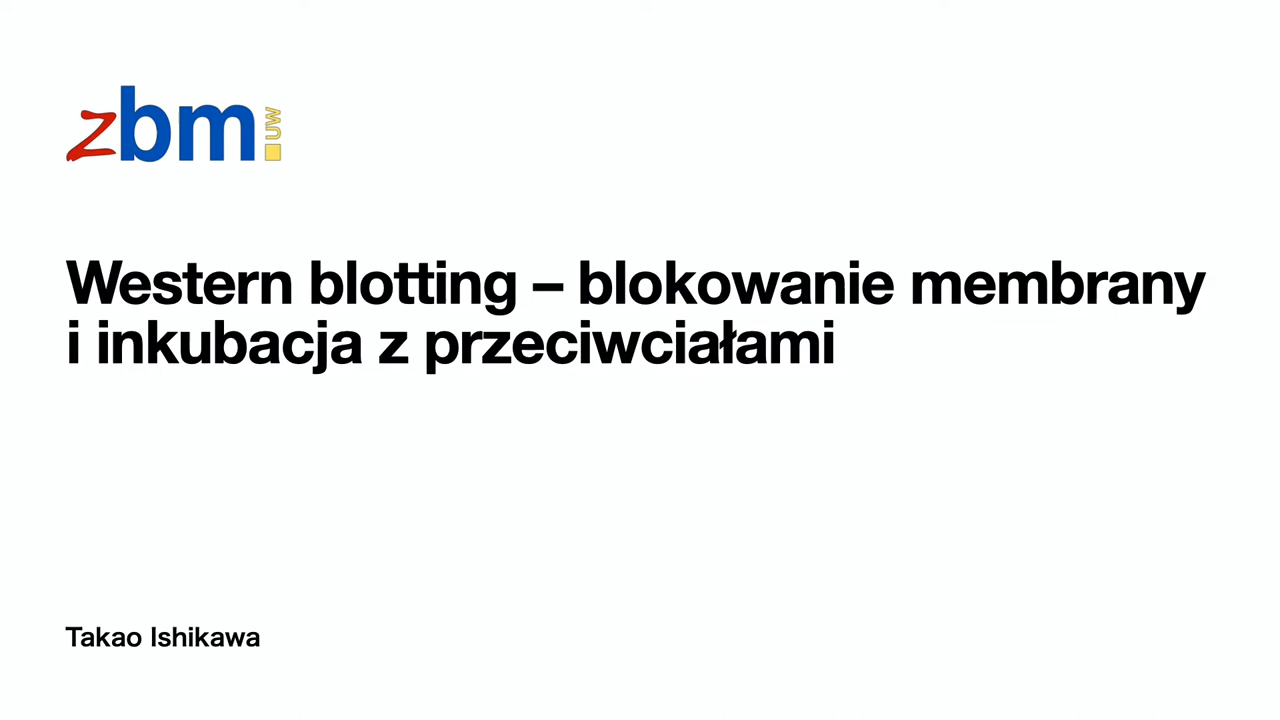 zbm UW
Western blotting – blokowanie membrany
i inkubacja z przeciwciałami
Takao Ishikawa